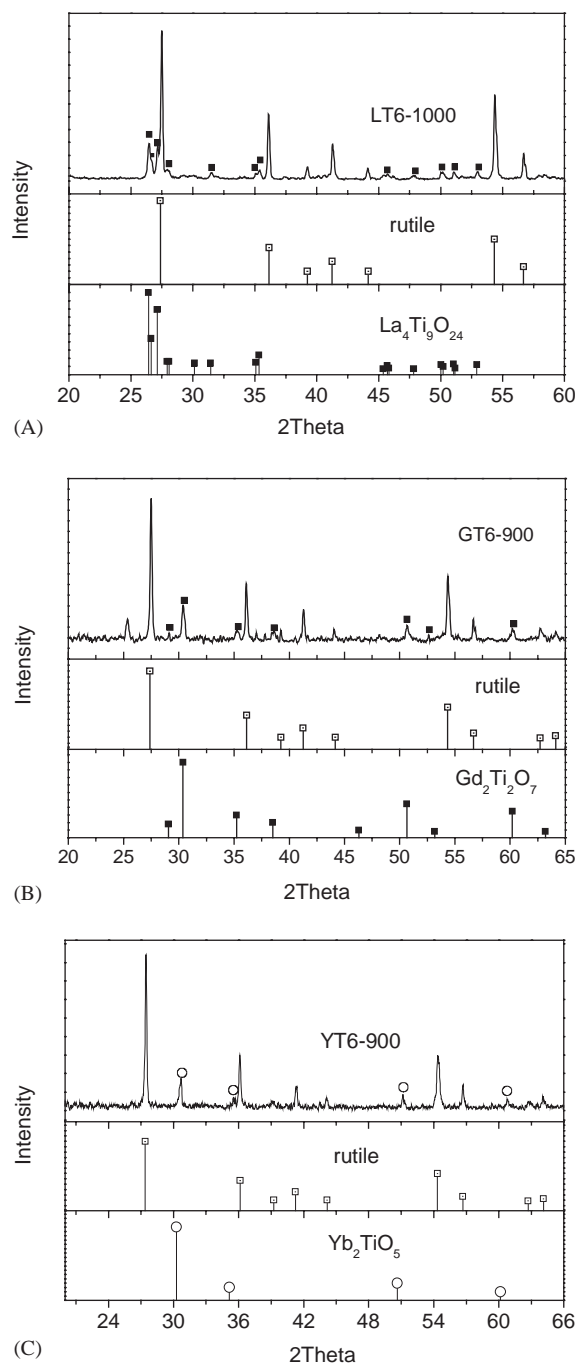 LT6-1000
Intensity
rutile
La4Ti9O24
20 25 30 35 40 45 50 55 60
(A)
2Theta
GT6-900
Intensity
rutile
Gd2Ti2O7
20 25 30 35 40 45 50 55 60 65
(B)
2Theta
YT6-900
Intensity
rutile
Yb2TiO5
24 30 36 42 48 54 60 66
(C)
2Theta